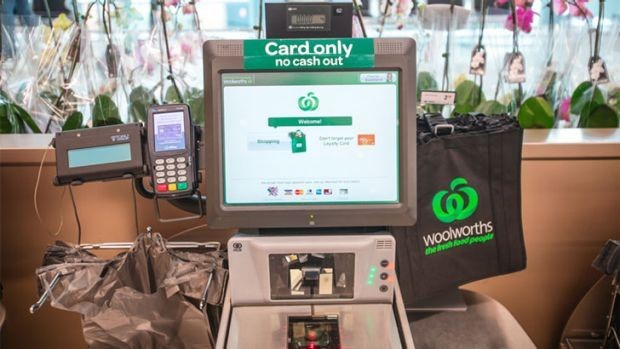 Card only
no cash out
Welcome!
Shopping
Don't forget your
Loyalty Card
woolworths
the fresh food people